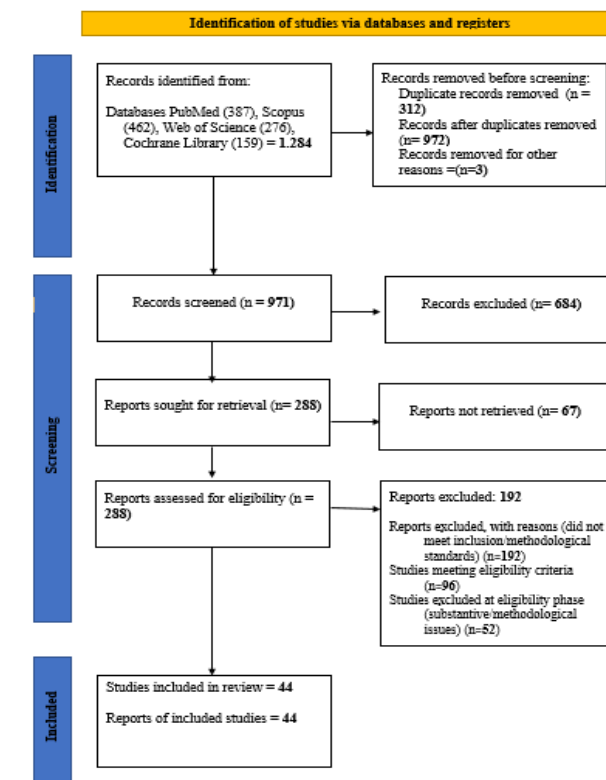 Identification of studies via databases and registers
Identification
Records identified from:
Databases PubMed (387), Scopus
(462), Web of Science (276),
Cochrane Library (159) = 1.284
Records removed before screening:
Duplicate records removed (n =
312)
Records after duplicates removed
(n= 972)
Records removed for other
reasons =(n=3)
Screening
Records screened (n = 971)
Records excluded (n= 684)
Reports sought for retrieval (n= 288)
Reports not retrieved (n= 67)
Reports assessed for eligibility (n =
288)
Reports excluded: 192
Reports excluded, with reasons (did not
meet inclusion/methodological
standards) (n=192)
Studies meeting eligibility criteria
(n=96)
Studies excluded at eligibility phase
(substantive/methodological
issues) (n=52)
Included
Studies included in review = 44
Reports of included studies = 44